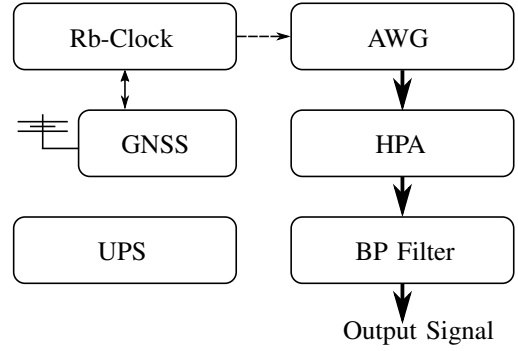 Rb-Clock
AWG
GNSS
HPA
UPS
BP Filter
Output Signal